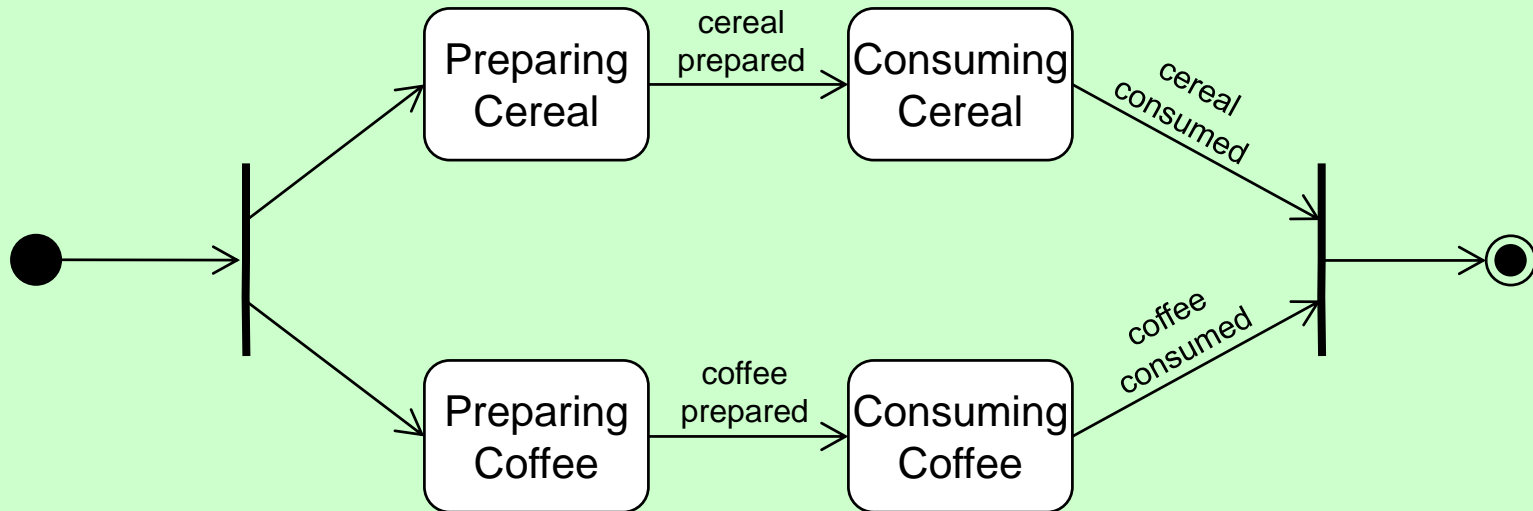 Preparing
Cereal
cereal
prepared
Consuming
Cereal
cereal
consumed
Preparing
Coffee
coffee
prepared
Consuming
Coffee
coffee
consumed